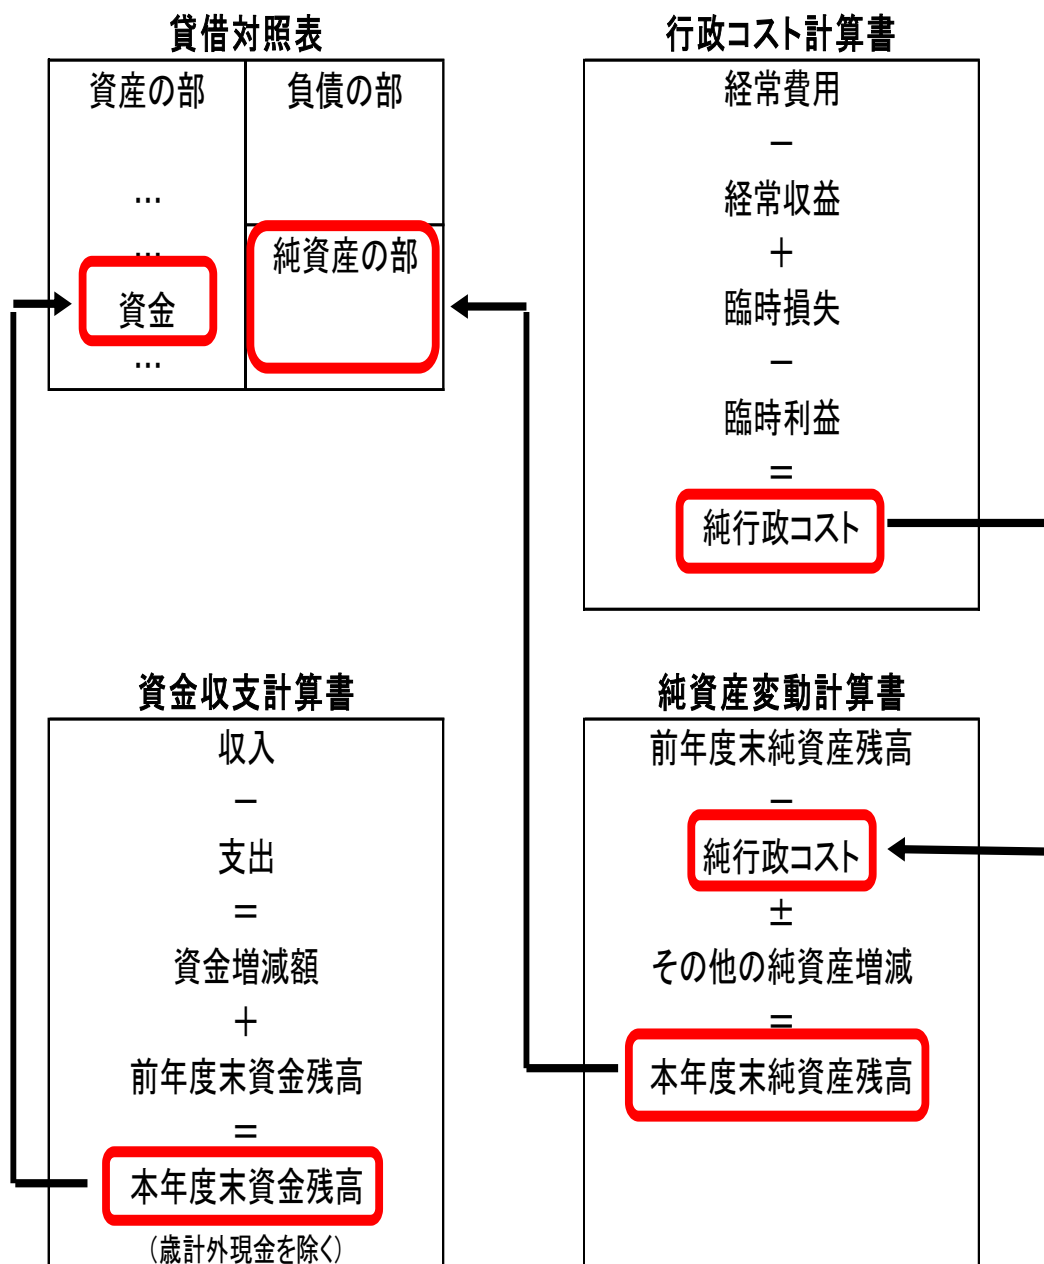 貸借対照表
資産の部
負債の部
…
…
資金
…
純資産の部
行政コスト計算書
経常費用
－
経常収益
＋
臨時損失
－
臨時利益
＝
純行政コスト
資金収支計算書
収入
－
支出
＝
資金増減額
＋
前年度末資金残高
＝
本年度末資金残高
（歳計外現金を除く）
純資産変動計算書
前年度末純資産残高
－
純行政コスト
±
その他の純資産増減
＝
本年度末純資産残高